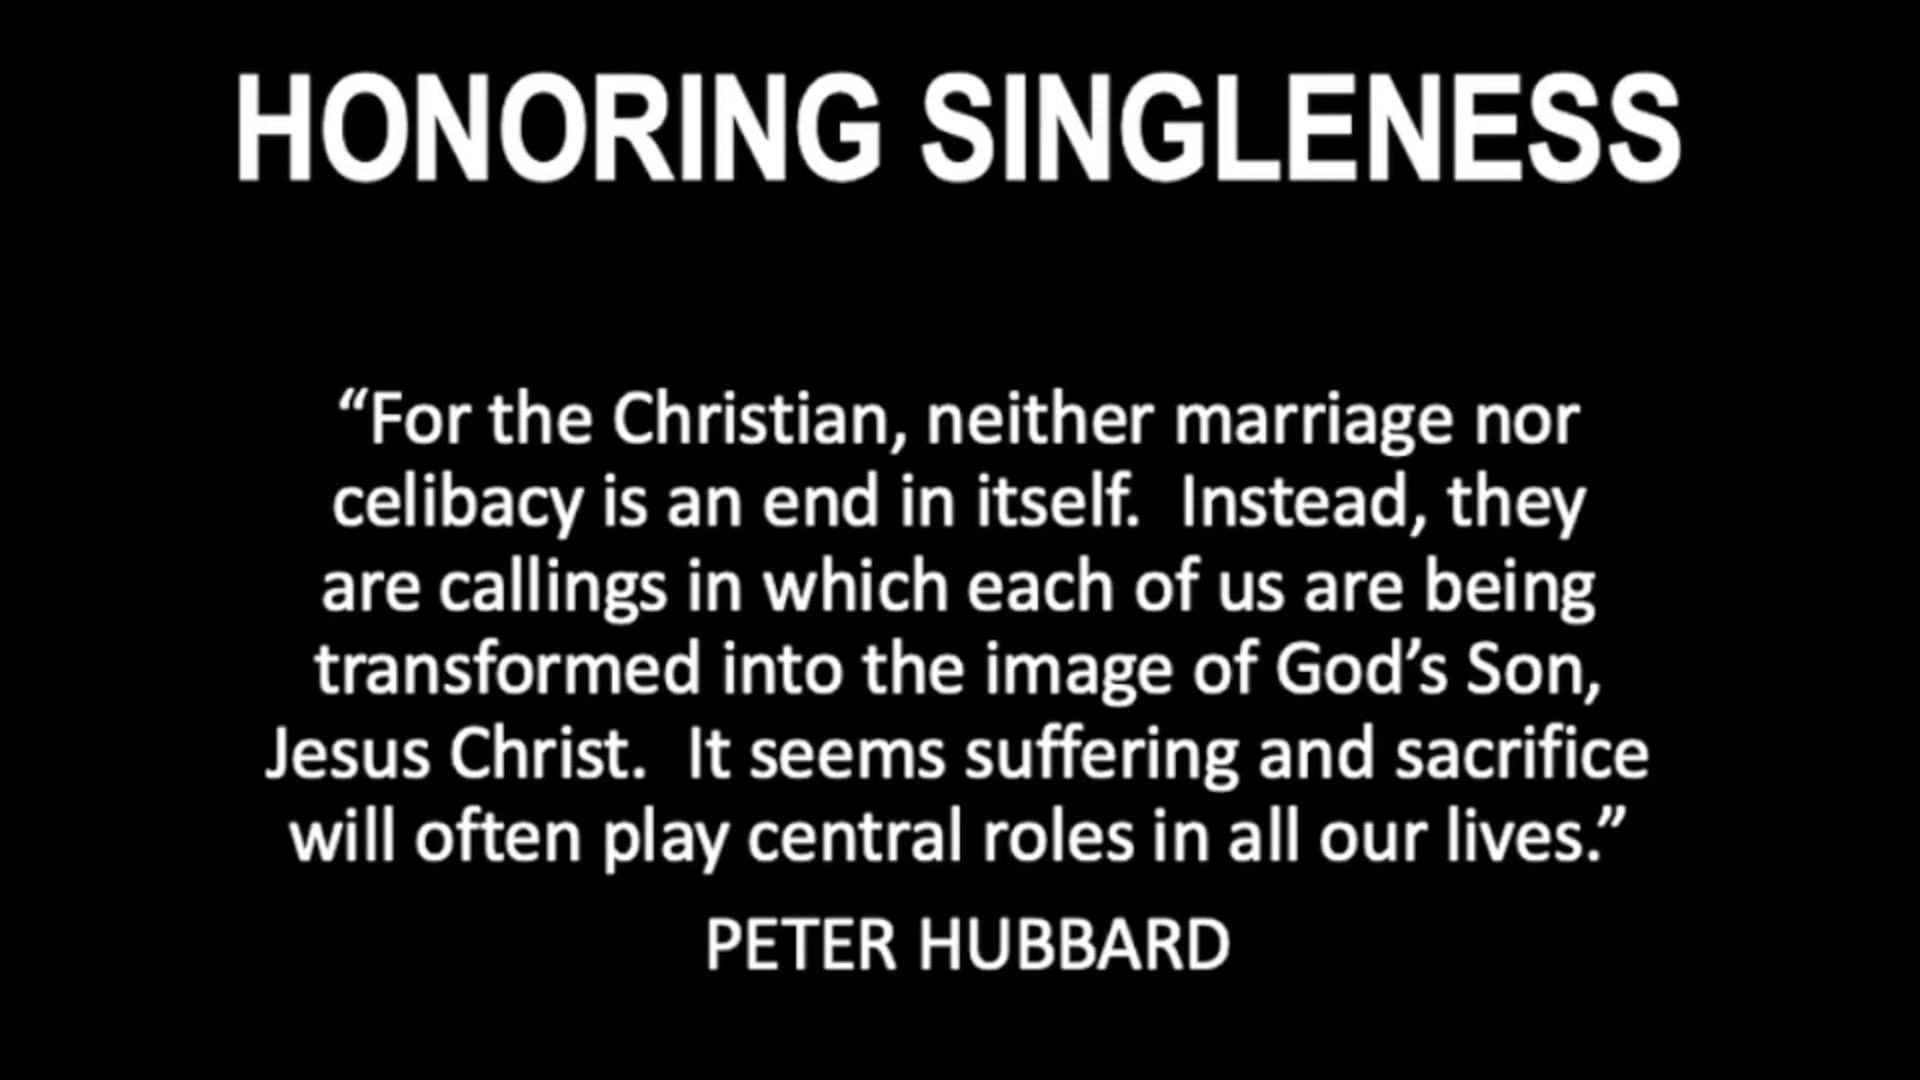 HONORING SINGLENESS
“For the Christian, neither marriage nor
celibacy is an end in itself.  Instead, they
are callings in which each of us are being
transformed into the image of God’s Son,
Jesus Christ.  It seems suffering and sacrifice
will often play central roles in all our lives.”
PETER HUBBARD